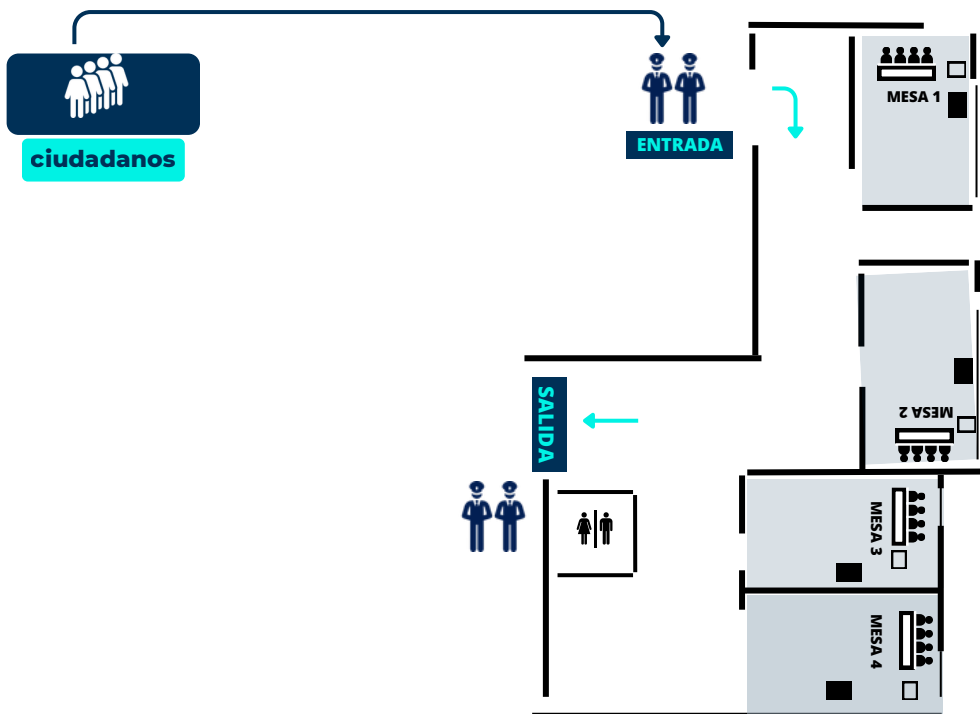 ciudadanos
ENTRADA
MESA 1
MESA 2
SALIDA
MESA 3
MESA 4